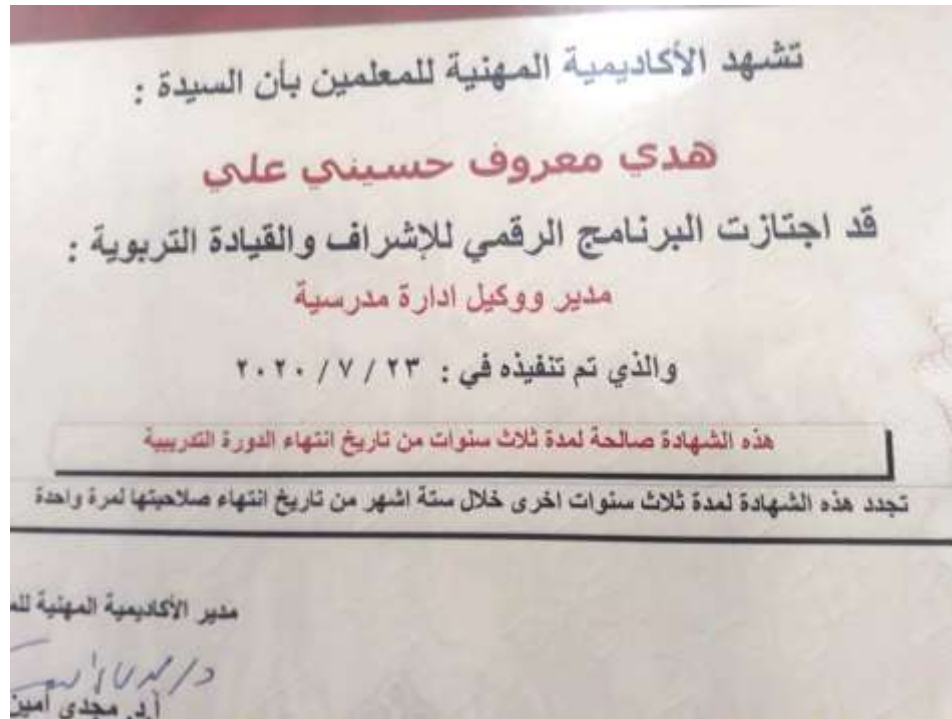 تشهد الأكاديمية المهنية للمعلمين بأن السيدة :
هدي معروف حسيني علي
قد اجتازت البرنامج الرقمي للإشراف والقيادة التربوية :
مدير ووكيل ادارة مدرسية
والذي تم تنفيذه في : ٢٣ / ٧ / ٢٠٢٠
هذه الشهادة صالحة لمدة ثلاث سنوات من تاريخ انتهاء الدورة التدريبية
تجدد هذه الشهادة لمدة ثلاث سنوات اخرى خلال ستة اشهر من تاريخ انتهاء صلاحيتها لمرة واحدة
مدير الأكاديمية المهنية
أ.د. مجدي أمين